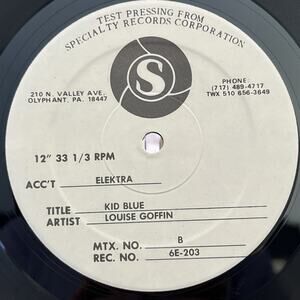 TEST PRESSING FROM
SPECIALTY RECORDS CORPORATION
S
210 N. VALLEY AVE.
OLYPHANT, PA. 18447
PHONE:
(717) 489-4717
TWX 510 656-3649
12" 33 1/3 RPM
ACC'T ELEKTRA
TITLE KID BLUE
ARTIST LOUISE GOFFIN
MTX. NO. B
REC. NO. 6E-203